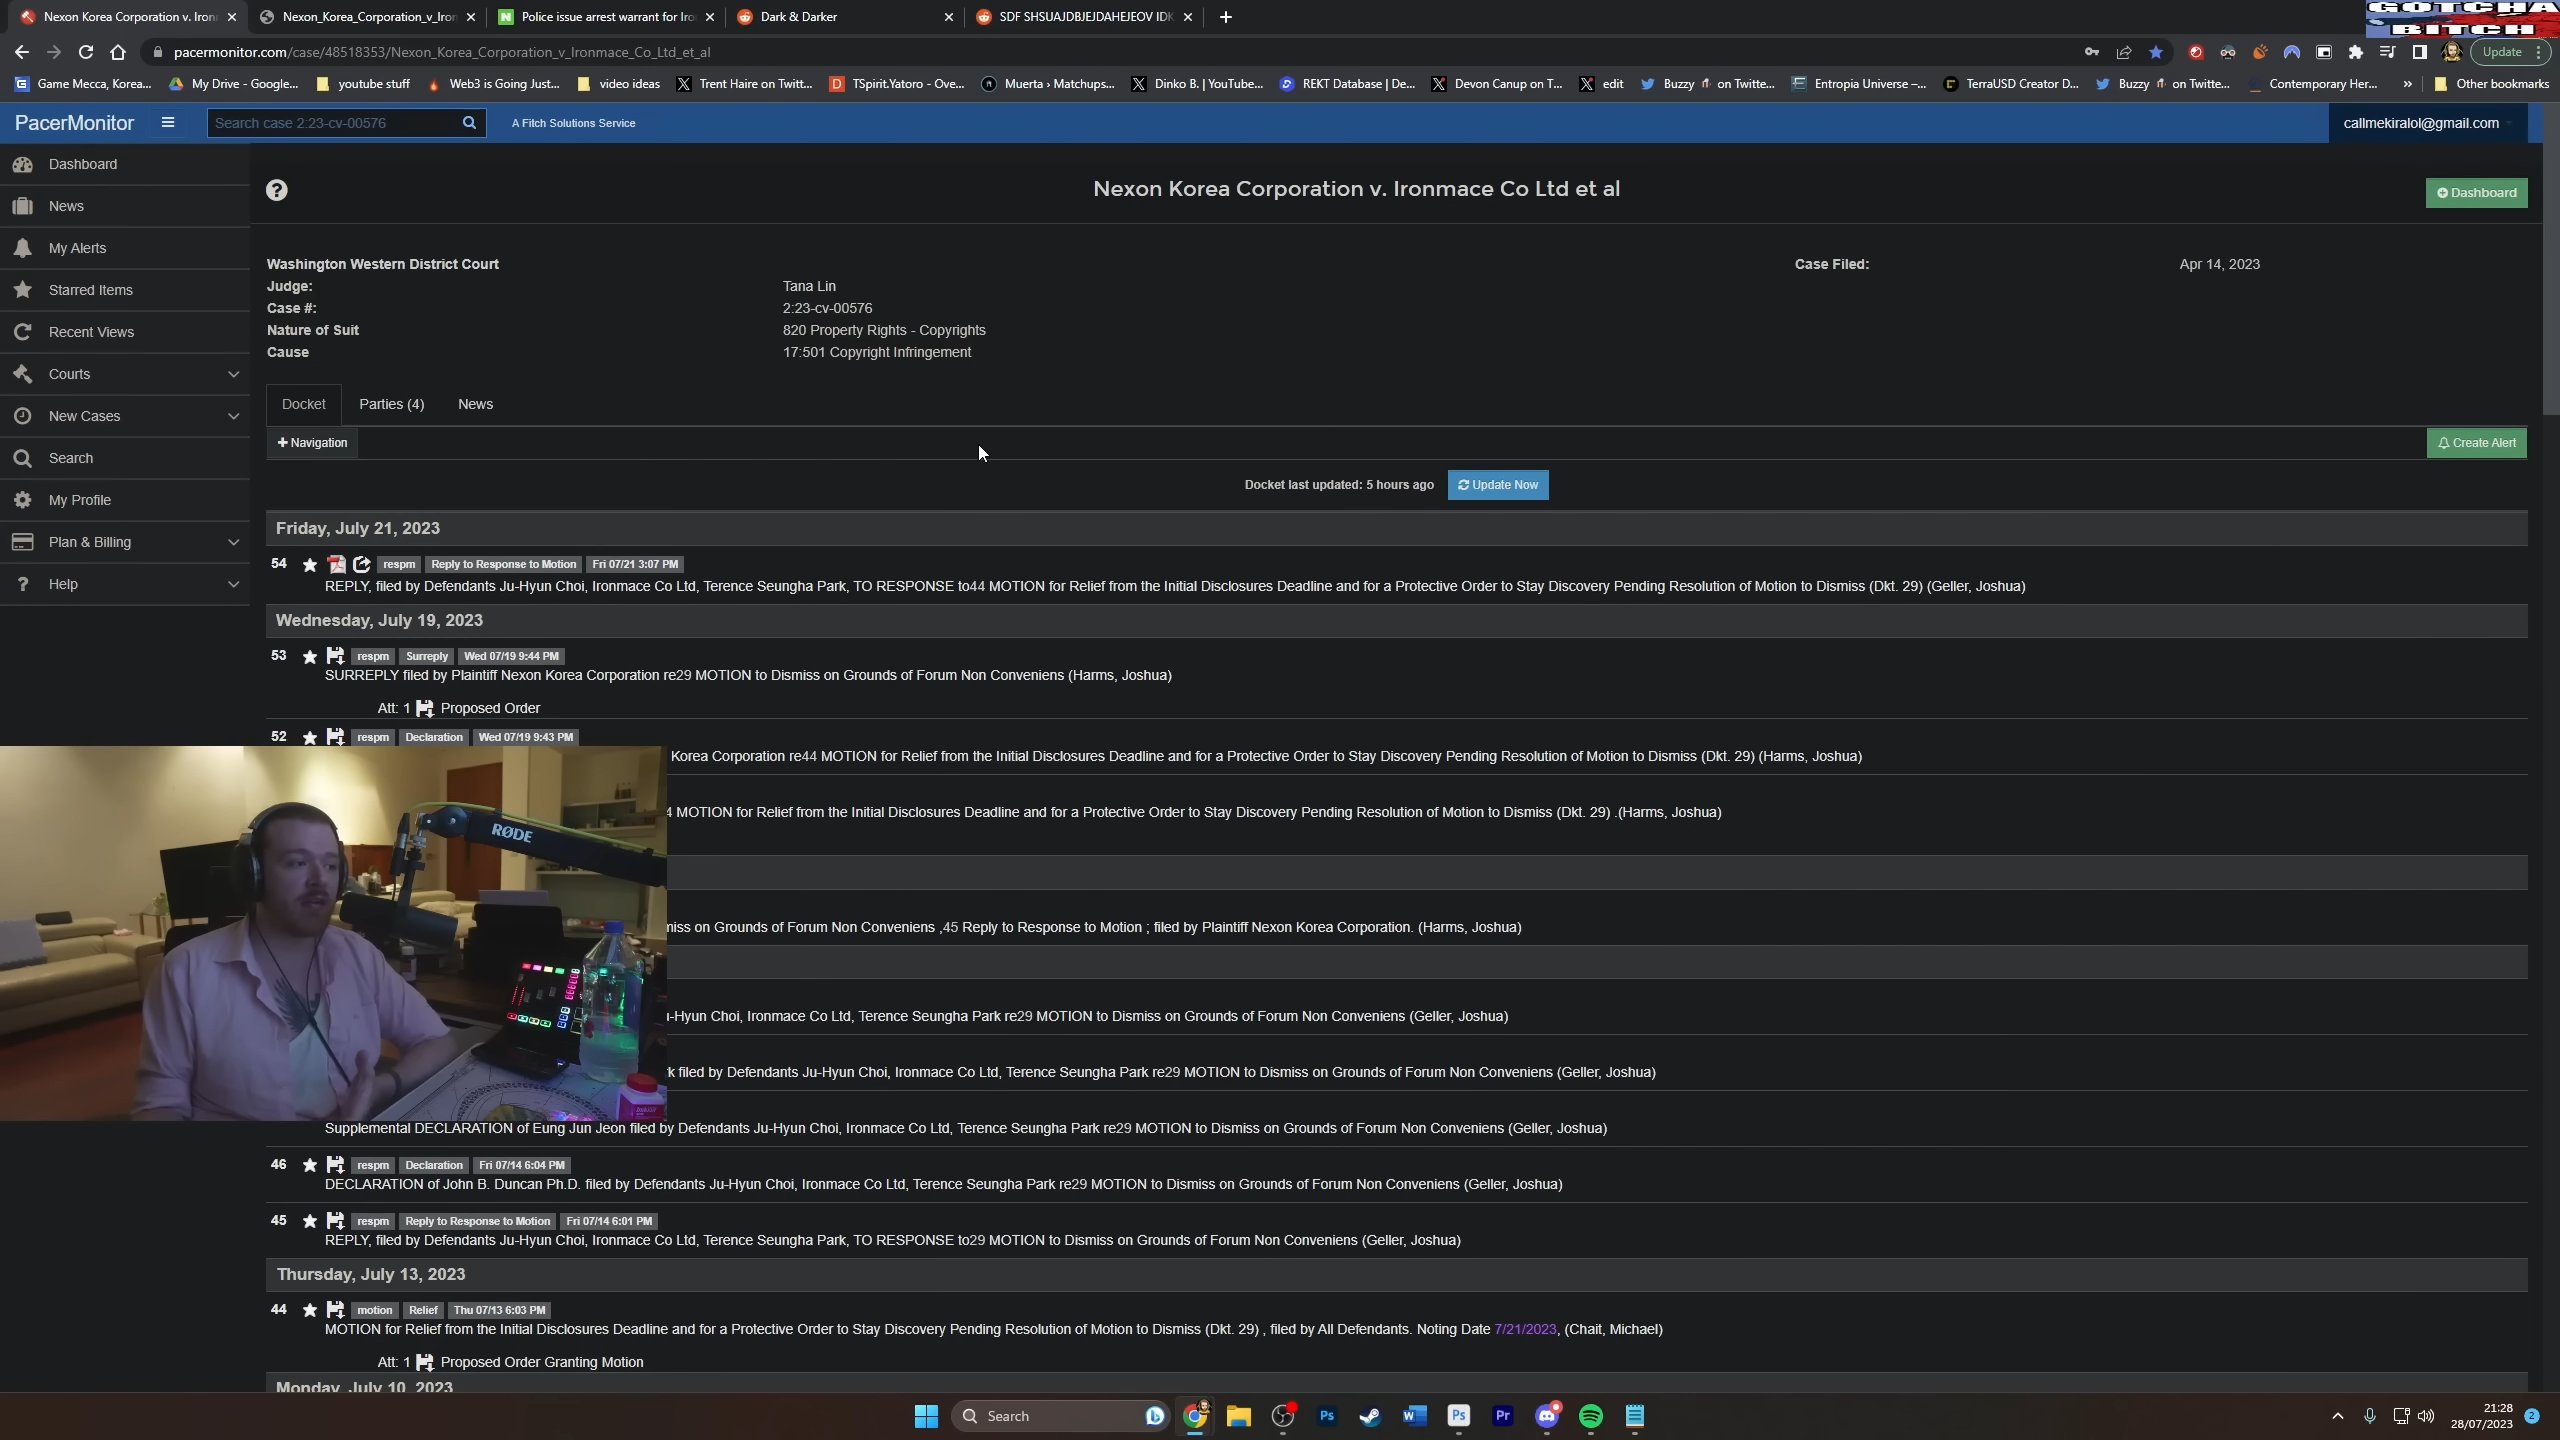 Nexon Korea Corporation v. Iron
Nexon_Korea_Corporation_v_Iron
Police issue arrest warrant for Iro
Dark & Darker
SDF SHSUAJDBJEJDAHEJEOV IDK
GOTCHA
BITCH
pacermonitor.com/case/48518353/Nexon_Korea_Corporation_v_Ironmace_Co_Ltd_et_al
Update
Game Mecca, Korea...
My Drive - Google...
youtube stuff
Web3 is Going Just...
video ideas
Trent Haire on Twitt...
TSpirit.Yatoro - Ove...
Muerta › Matchups...
Dinko B. | YouTube...
REKT Database | De...
Devon Canup on T...
edit
Buzzy on Twitte...
Entropia Universe –...
TerraUSD Creator D...
Buzzy on Twitte...
Contemporary Her...
»
Other bookmarks
PacerMonitor
Search case 2:23-cv-00576
A Fitch Solutions Service
callmekiralol@gmail.com
Dashboard
News
My Alerts
Starred Items
Recent Views
Courts
New Cases
Search
My Profile
Plan & Billing
Help
Nexon Korea Corporation v. Ironmace Co Ltd et al
Dashboard
Washington Western District Court
Judge: Tana Lin
Case #: 2:23-cv-00576
Nature of Suit 820 Property Rights - Copyrights
Cause 17:501 Copyright Infringement
Case Filed: Apr 14, 2023
Docket Parties (4) News
Navigation
Create Alert
Docket last updated: 5 hours ago Update Now
Friday, July 21, 2023
54 respm Reply to Response to Motion Fri 07/21 3:07 PM
REPLY, filed by Defendants Ju-Hyun Choi, Ironmace Co Ltd, Terence Seungha Park, TO RESPONSE to44 MOTION for Relief from the Initial Disclosures Deadline and for a Protective Order to Stay Discovery Pending Resolution of Motion to Dismiss (Dkt. 29) (Geller, Joshua)
Wednesday, July 19, 2023
53 respm Surreply Wed 07/19 9:44 PM
SURREPLY filed by Plaintiff Nexon Korea Corporation re29 MOTION to Dismiss on Grounds of Forum Non Conveniens (Harms, Joshua)
Att: 1 Proposed Order
52 respm Declaration Wed 07/19 9:43 PM
Korea Corporation re44 MOTION for Relief from the Initial Disclosures Deadline and for a Protective Order to Stay Discovery Pending Resolution of Motion to Dismiss (Dkt. 29) (Harms, Joshua)
4 MOTION for Relief from the Initial Disclosures Deadline and for a Protective Order to Stay Discovery Pending Resolution of Motion to Dismiss (Dkt. 29) .(Harms, Joshua)
miss on Grounds of Forum Non Conveniens ,45 Reply to Response to Motion ; filed by Plaintiff Nexon Korea Corporation. (Harms, Joshua)
-Hyun Choi, Ironmace Co Ltd, Terence Seungha Park re29 MOTION to Dismiss on Grounds of Forum Non Conveniens (Geller, Joshua)
k filed by Defendants Ju-Hyun Choi, Ironmace Co Ltd, Terence Seungha Park re29 MOTION to Dismiss on Grounds of Forum Non Conveniens (Geller, Joshua)
Supplemental DECLARATION of Eung Jun Jeon filed by Defendants Ju-Hyun Choi, Ironmace Co Ltd, Terence Seungha Park re29 MOTION to Dismiss on Grounds of Forum Non Conveniens (Geller, Joshua)
46 respm Declaration Fri 07/14 6:04 PM
DECLARATION of John B. Duncan Ph.D. filed by Defendants Ju-Hyun Choi, Ironmace Co Ltd, Terence Seungha Park re29 MOTION to Dismiss on Grounds of Forum Non Conveniens (Geller, Joshua)
45 respm Reply to Response to Motion Fri 07/14 6:01 PM
REPLY, filed by Defendants Ju-Hyun Choi, Ironmace Co Ltd, Terence Seungha Park, TO RESPONSE to29 MOTION to Dismiss on Grounds of Forum Non Conveniens (Geller, Joshua)
Thursday, July 13, 2023
44 motion Relief Thu 07/13 6:03 PM
MOTION for Relief from the Initial Disclosures Deadline and for a Protective Order to Stay Discovery Pending Resolution of Motion to Dismiss (Dkt. 29) , filed by All Defendants. Noting Date 7/21/2023, (Chait, Michael)
Att: 1 Proposed Order Granting Motion
Monday, July 10, 2023
RØDE
Search
Ps
Ps
Pr
21:28
28/07/2023
2